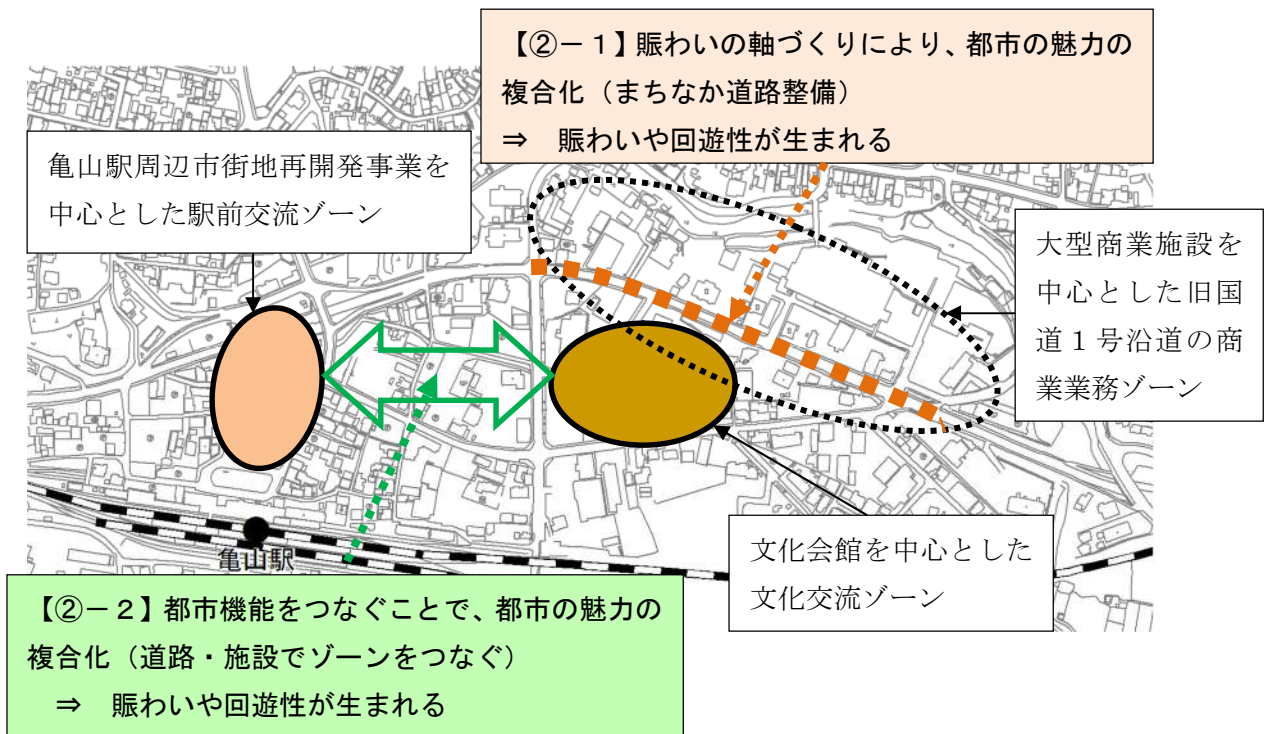 【②－１】賑わいの軸づくりにより、都市の魅力の
複合化（まちなか道路整備）
⇒　賑わいや回遊性が生まれる
亀山駅周辺市街地再開発事業を
中心とした駅前交流ゾーン
大型商業施設を
中心とした旧国
道１号沿道の商
業業務ゾーン
文化会館を中心とした
文化交流ゾーン
亀山駅
【②－２】都市機能をつなぐことで、都市の魅力の
複合化（道路・施設でゾーンをつなぐ）
⇒　賑わいや回遊性が生まれる